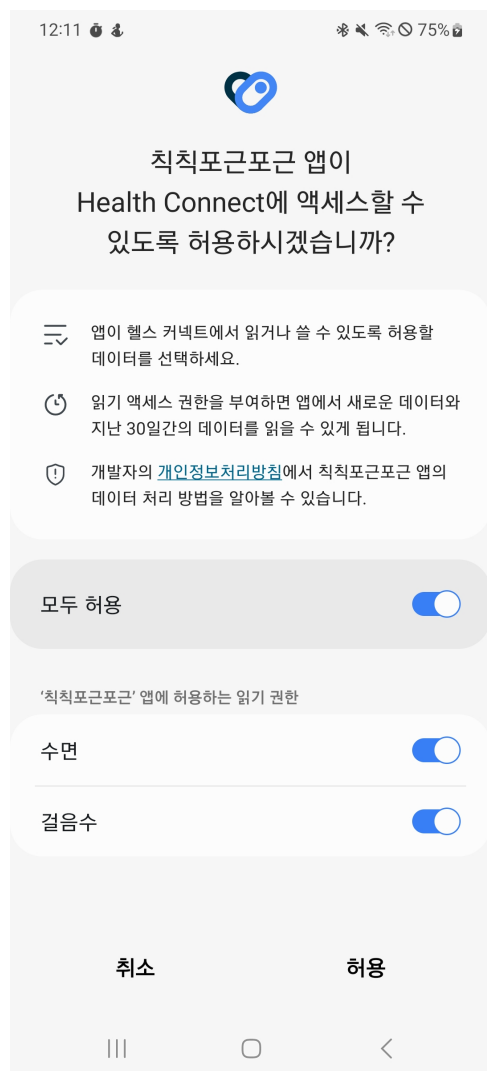 12:11
75%
칙칙포근포근 앱이
Health Connect에 액세스할 수
있도록 허용하시겠습니까?
앱이 헬스 커넥트에서 읽거나 쓸 수 있도록 허용할
데이터를 선택하세요.
읽기 액세스 권한을 부여하면 앱에서 새로운 데이터와
지난 30일간의 데이터를 읽을 수 있게 됩니다.
개발자의 개인정보처리방침에서 칙칙포근포근 앱의
데이터 처리 방법을 알아볼 수 있습니다.
모두 허용
‘칙칙포근포근’ 앱에 허용하는 읽기 권한
수면
걸음수
취소
허용